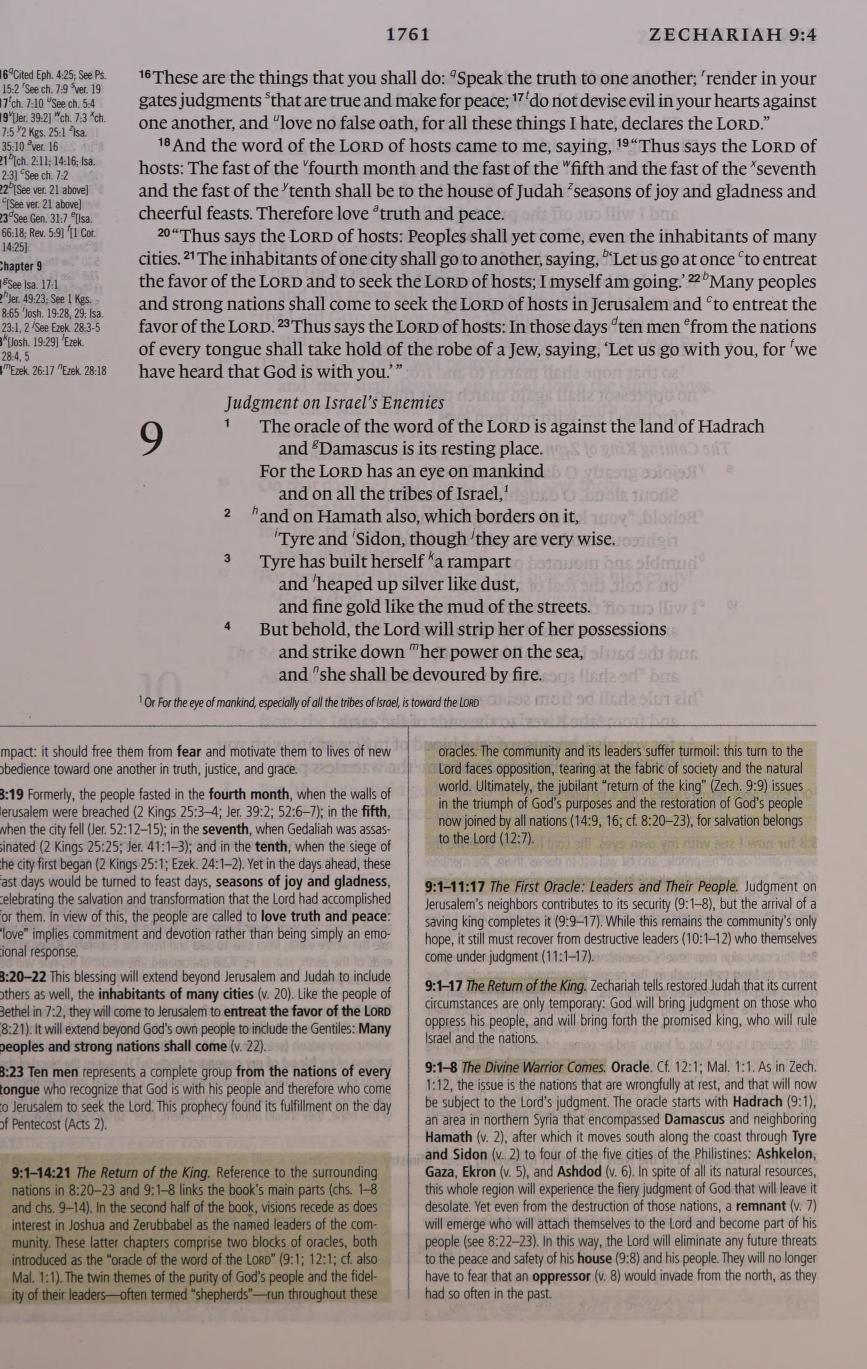 1761
ZECHARIAH 9:4
16 q Cited Eph. 4:25; See Ps.
15:2 r See ch. 7:9 s ver. 19
17 t ch. 7:10 u See ch. 5:4
19 v [Jer. 39:2] w ch. 7:3 x ch.
7:5 y 2 Kgs. 25:1 z Isa.
35:10 a ver. 16
21 b [ch. 2:11; 14:16; Isa.
2:3] c See ch. 7:2
22 b [See ver. 21 above]
c [See ver. 21 above]
23 d See Gen. 31:7 e [Isa.
66:18; Rev. 5:9] f [1 Cor.
14:25]
Chapter 9
1 g See Isa. 17:1
2 h Jer. 49:23; See 1 Kgs.
8:65 i Josh. 19:28, 29; Isa.
23:1, 2 j See Ezek. 28:3-5
3 k [Josh. 19:29] l Ezek.
28:4, 5
4 m Ezek. 26:17 n Ezek. 28:18
16 These are the things that you shall do: q Speak the truth to one another; r render in your
gates judgments s that are true and make for peace; 17 t do not devise evil in your hearts against
one another, and u love no false oath, for all these things I hate, declares the LORD.”
18 And the word of the LORD of hosts came to me, saying, 19 “Thus says the LORD of
hosts: The fast of the v fourth month and the fast of the w fifth and the fast of the x seventh
and the fast of the y tenth shall be to the house of Judah z seasons of joy and gladness and
cheerful feasts. Therefore love a truth and peace.
20 “Thus says the LORD of hosts: Peoples shall yet come, even the inhabitants of many
cities. 21 The inhabitants of one city shall go to another, saying, b ‘Let us go at once c to entreat
the favor of the LORD and to seek the LORD of hosts; I myself am going.’ 22 b Many peoples
and strong nations shall come to seek the LORD of hosts in Jerusalem and c to entreat the
favor of the LORD. 23 Thus says the LORD of hosts: In those days d ten men e from the nations
of every tongue shall take hold of the robe of a Jew, saying, ‘Let us go with you, for f we
have heard that God is with you.’”
Judgment on Israel’s Enemies
9 1 The oracle of the word of the LORD is against the land of Hadrach
and g Damascus is its resting place.
For the LORD has an eye on mankind
and on all the tribes of Israel, 1
2 h and on Hamath also, which borders on it,
i Tyre and i Sidon, though j they are very wise.
3 Tyre has built herself k a rampart
and l heaped up silver like dust,
and fine gold like the mud of the streets.
4 But behold, the Lord will strip her of her possessions
and strike down m her power on the sea,
and n she shall be devoured by fire.
1 Or For the eye of mankind, especially of all the tribes of Israel, is toward the LORD
impact: it should free them from fear and motivate them to lives of new
obedience toward one another in truth, justice, and grace.
8:19 Formerly, the people fasted in the fourth month, when the walls of
Jerusalem were breached (2 Kings 25:3–4; Jer. 39:2; 52:6–7); in the fifth,
when the city fell (Jer. 52:12–15); in the seventh, when Gedaliah was assas-
sinated (2 Kings 25:25; Jer. 41:1–3); and in the tenth, when the siege of
the city first began (2 Kings 25:1; Ezek. 24:1–2). Yet in the days ahead, these
fast days would be turned to feast days, seasons of joy and gladness,
celebrating the salvation and transformation that the Lord had accomplished
for them. In view of this, the people are called to love truth and peace:
“love” implies commitment and devotion rather than being simply an emo-
tional response.
8:20–22 This blessing will extend beyond Jerusalem and Judah to include
others as well, the inhabitants of many cities (v. 20). Like the people of
Bethel in 7:2, they will come to Jerusalem to entreat the favor of the LORD
(8:21). It will extend beyond God’s own people to include the Gentiles: Many
peoples and strong nations shall come (v. 22).
8:23 Ten men represents a complete group from the nations of every
tongue who recognize that God is with his people and therefore who come
to Jerusalem to seek the Lord. This prophecy found its fulfillment on the day
of Pentecost (Acts 2).
9:1–14:21 The Return of the King. Reference to the surrounding
nations in 8:20–23 and 9:1–8 links the book’s main parts (chs. 1–8
and chs. 9–14). In the second half of the book, visions recede as does
interest in Joshua and Zerubbabel as the named leaders of the com-
munity. These latter chapters comprise two blocks of oracles, both
introduced as the “oracle of the word of the LORD” (9:1; 12:1; cf. also
Mal. 1:1). The twin themes of the purity of God’s people and the fidel-
ity of their leaders—often termed “shepherds”—run throughout these
oracles. The community and its leaders suffer turmoil: this turn to the
Lord faces opposition, tearing at the fabric of society and the natural
world. Ultimately, the jubilant “return of the king” (Zech. 9:9) issues
in the triumph of God’s purposes and the restoration of God’s people
now joined by all nations (14:9, 16; cf. 8:20–23), for salvation belongs
to the Lord (12:7).
9:1–11:17 The First Oracle: Leaders and Their People. Judgment on
Jerusalem’s neighbors contributes to its security (9:1–8), but the arrival of a
saving king completes it (9:9–17). While this remains the community’s only
hope, it still must recover from destructive leaders (10:1–12) who themselves
come under judgment (11:1–17).
9:1–17 The Return of the King. Zechariah tells restored Judah that its current
circumstances are only temporary: God will bring judgment on those who
oppress his people, and will bring forth the promised king, who will rule
Israel and the nations.
9:1–8 The Divine Warrior Comes. Oracle. Cf. 12:1; Mal. 1:1. As in Zech.
1:12, the issue is the nations that are wrongfully at rest, and that will now
be subject to the Lord’s judgment. The oracle starts with Hadrach (9:1),
an area in northern Syria that encompassed Damascus and neighboring
Hamath (v. 2), after which it moves south along the coast through Tyre
and Sidon (v. 2) to four of the five cities of the Philistines: Ashkelon,
Gaza, Ekron (v. 5), and Ashdod (v. 6). In spite of all its natural resources,
this whole region will experience the fiery judgment of God that will leave it
desolate. Yet even from the destruction of those nations, a remnant (v. 7)
will emerge who will attach themselves to the Lord and become part of his
people (see 8:22–23). In this way, the Lord will eliminate any future threats
to the peace and safety of his house (9:8) and his people. They will no longer
have to fear that an oppressor (v. 8) would invade from the north, as they
had so often in the past.